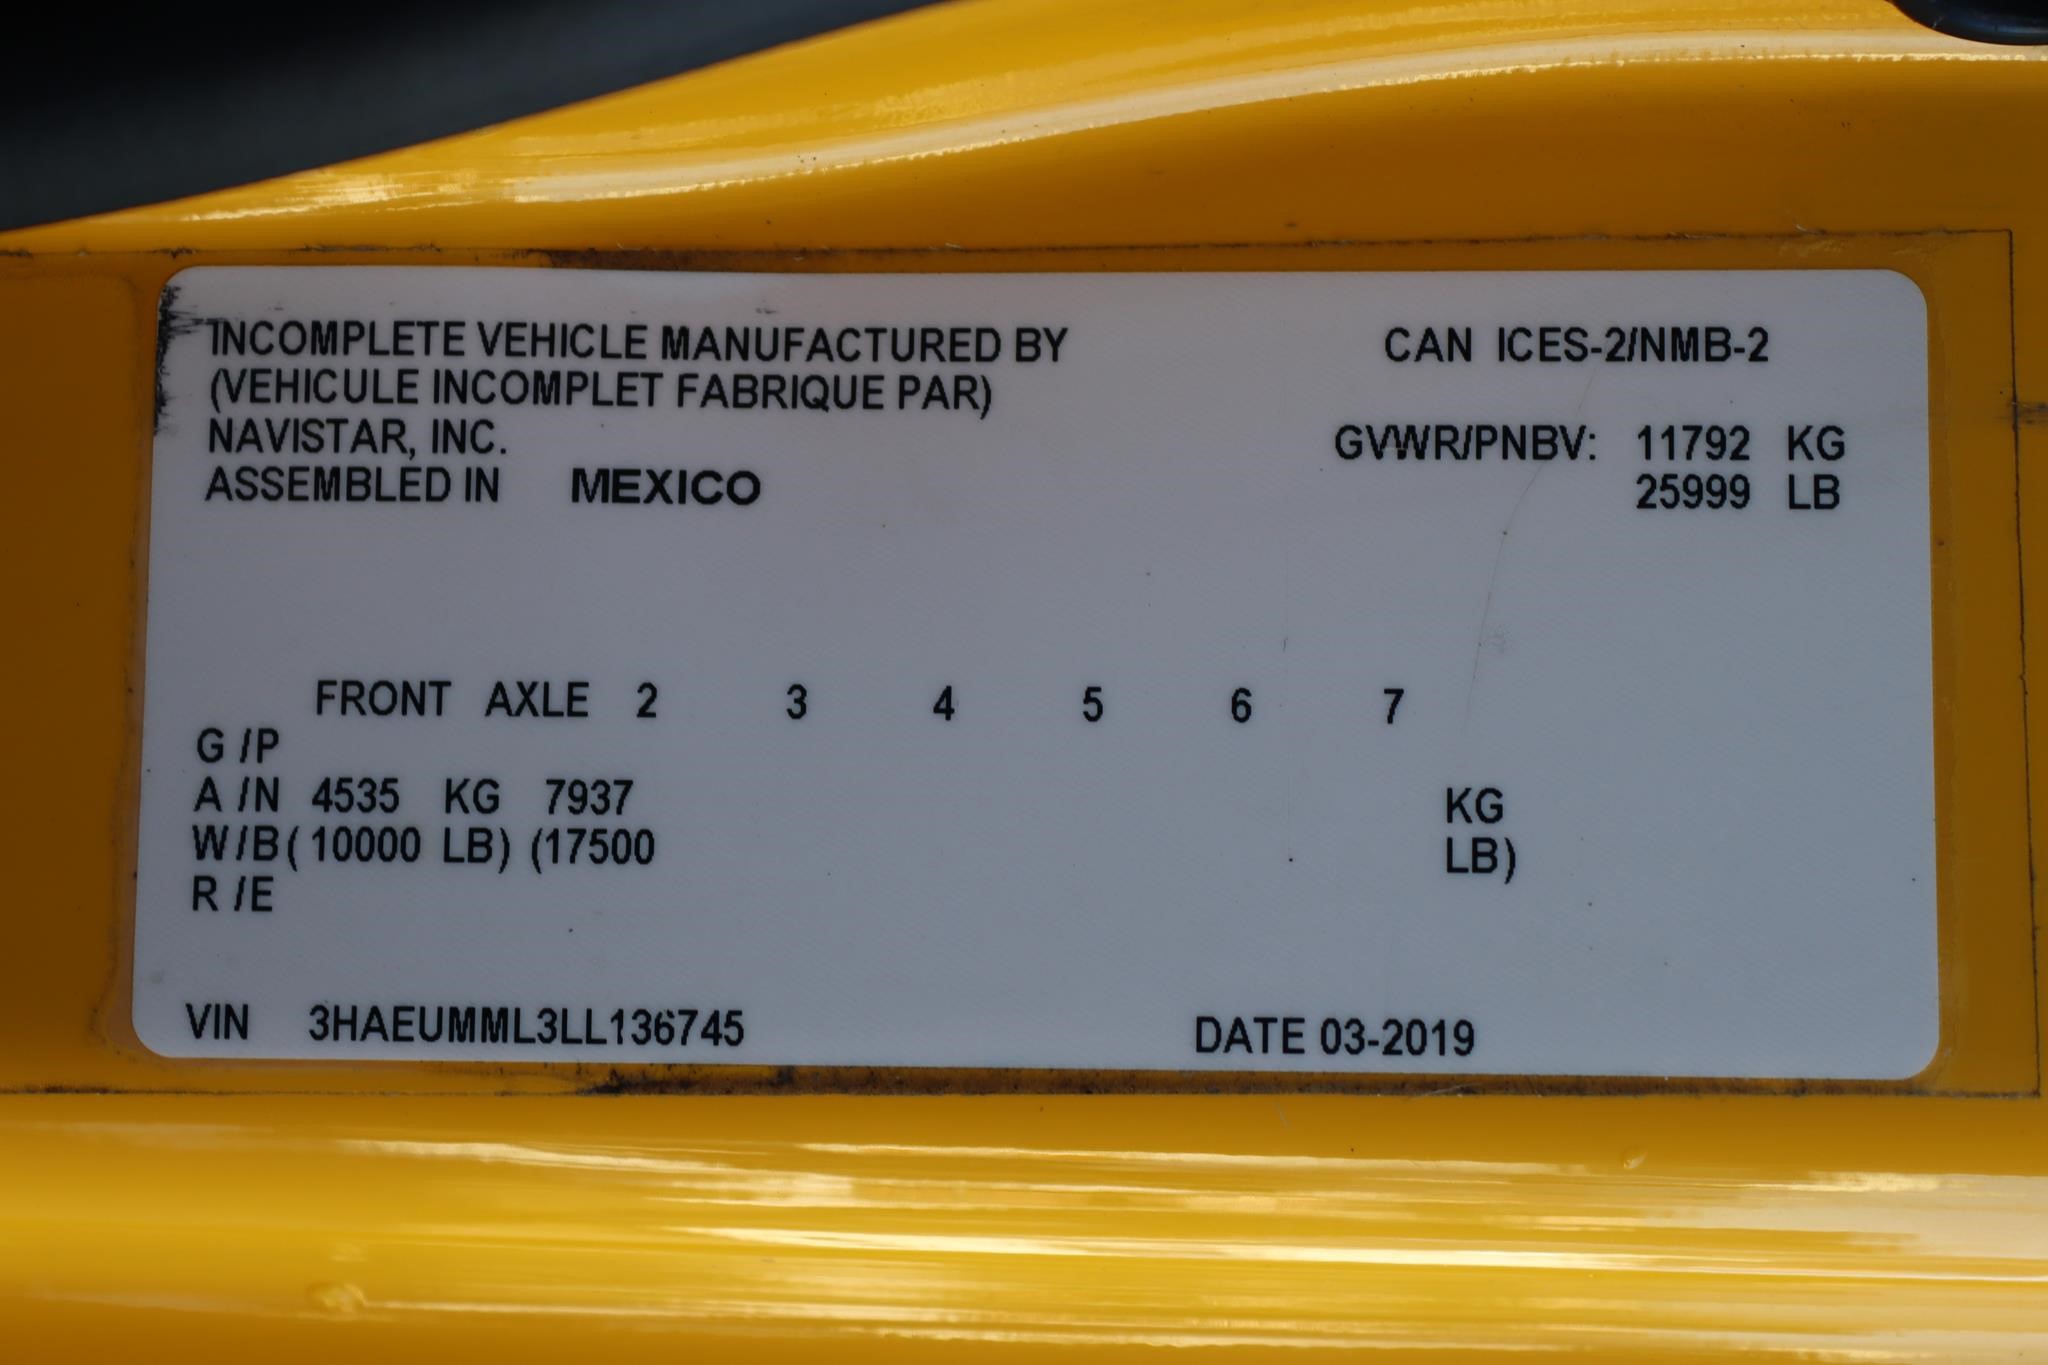 INCOMPLETE VEHICLE MANUFACTURED BY
(VEHICULE INCOMPLET FABRIQUE PAR)
NAVISTAR, INC.
ASSEMBLED IN MEXICO
CAN ICES-2/NMB-2
GVWR/PNBV: 11792 KG
25999 LB
FRONT AXLE 2 3 4 5 6 7
G /P
A /N 4535 KG 7937 KG
W /B ( 10000 LB) (17500 LB)
R /E
VIN 3HAEUMML3LL136745 DATE 03-2019